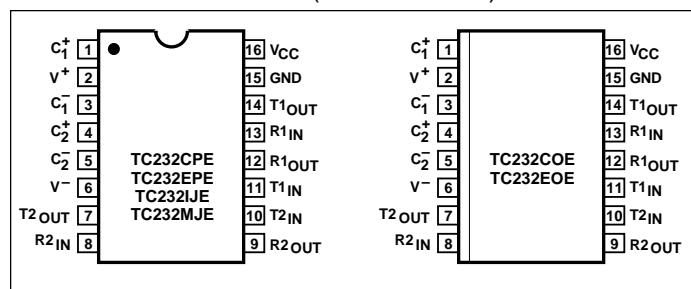 C1+ 1 16 VCC
V+ 2 15 GND
C1− 3 14 T1OUT
C2+ 4 13 R1IN
C2− 5 12 R1OUT
V− 6 11 T1IN
T2OUT 7 10 T2IN
R2IN 8 9 R2OUT
TC232CPE
TC232EPE
TC232IJE
TC232MJE
C1+ 1 16 VCC
V+ 2 15 GND
C1− 3 14 T1OUT
C2+ 4 13 R1IN
C2− 5 12 R1OUT
V− 6 11 T1IN
T2OUT 7 10 T2IN
R2IN 8 9 R2OUT
TC232COE
TC232EOE